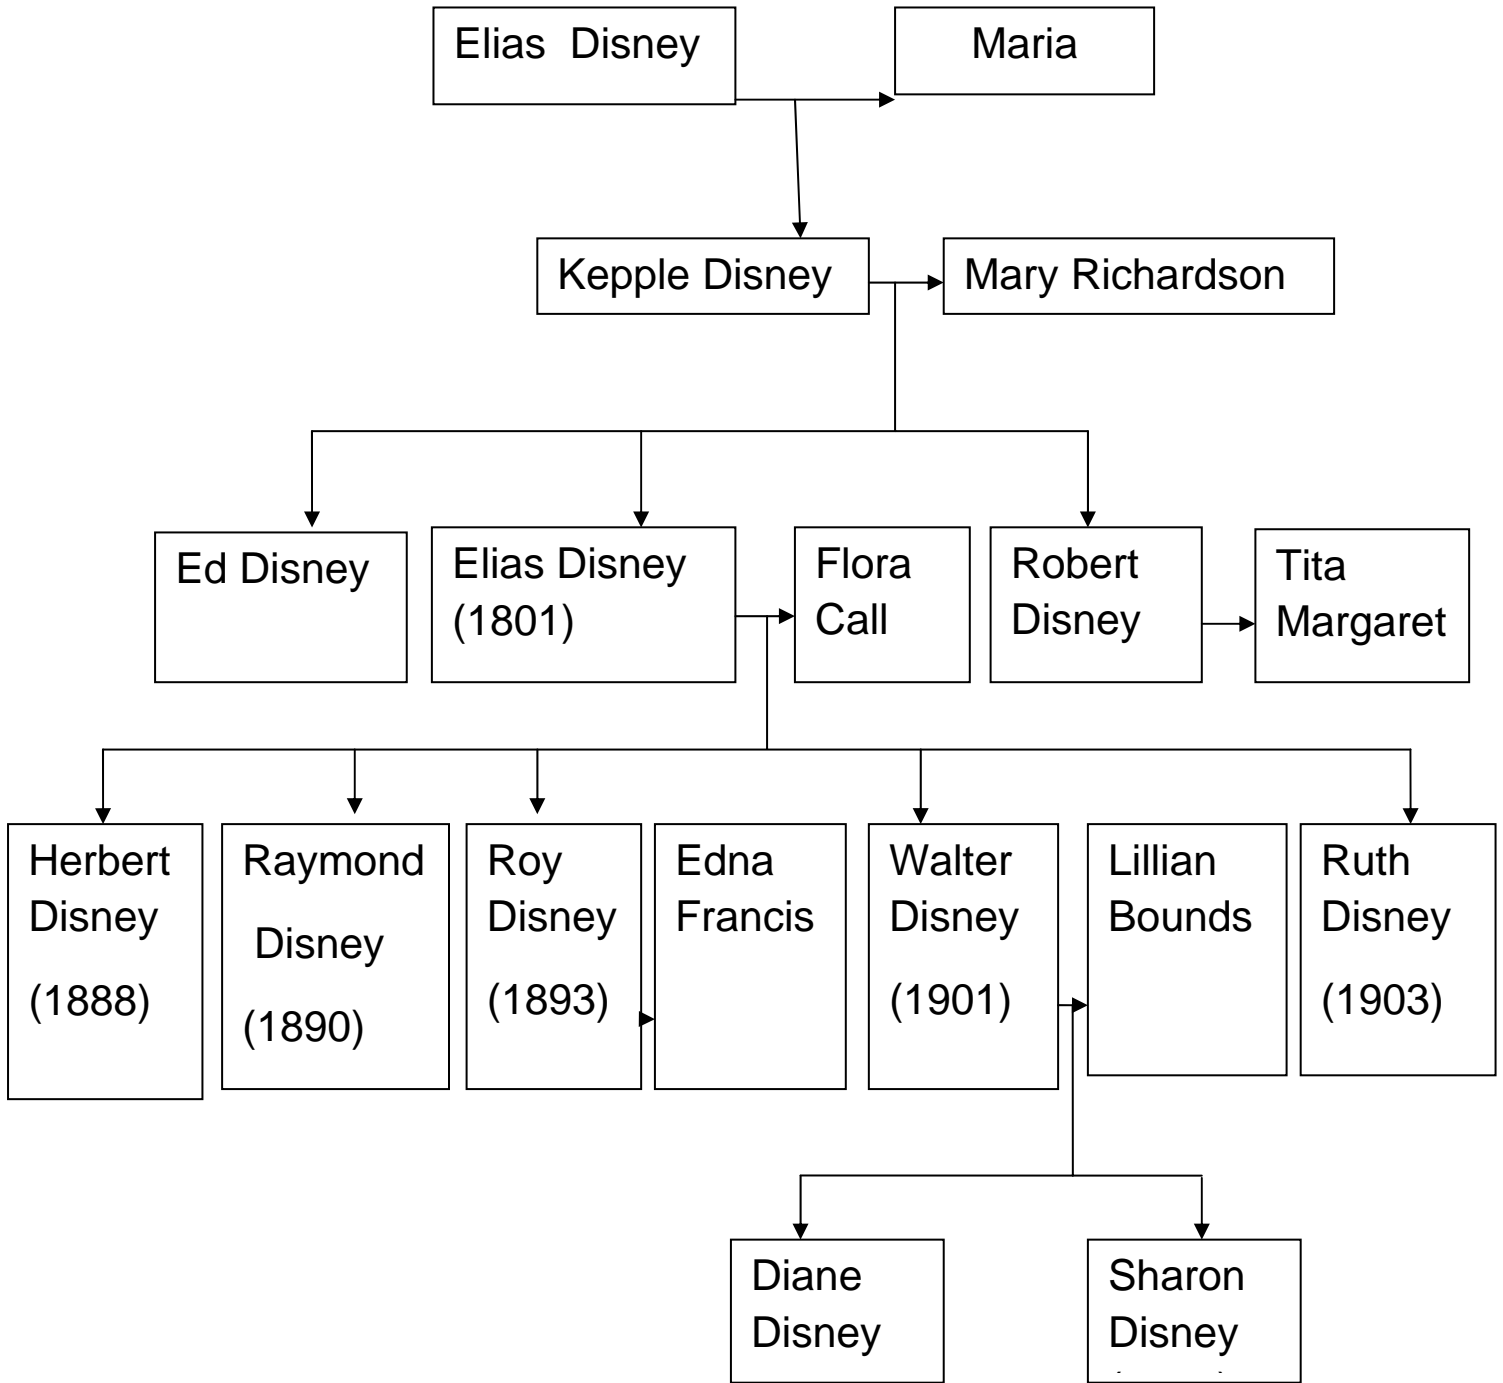 Elias  Disney
Maria
Kepple Disney
Mary Richardson
Ed Disney
Elias Disney
(1801)
Flora
Call
Robert
Disney
Tita
Margaret
Herbert
Disney
(1888)
Raymond
Disney
(1890)
Roy
Disney
(1893)
Edna
Francis
Walter
Disney
(1901)
Lillian
Bounds
Ruth
Disney
(1903)
Diane
Disney
Sharon
Disney